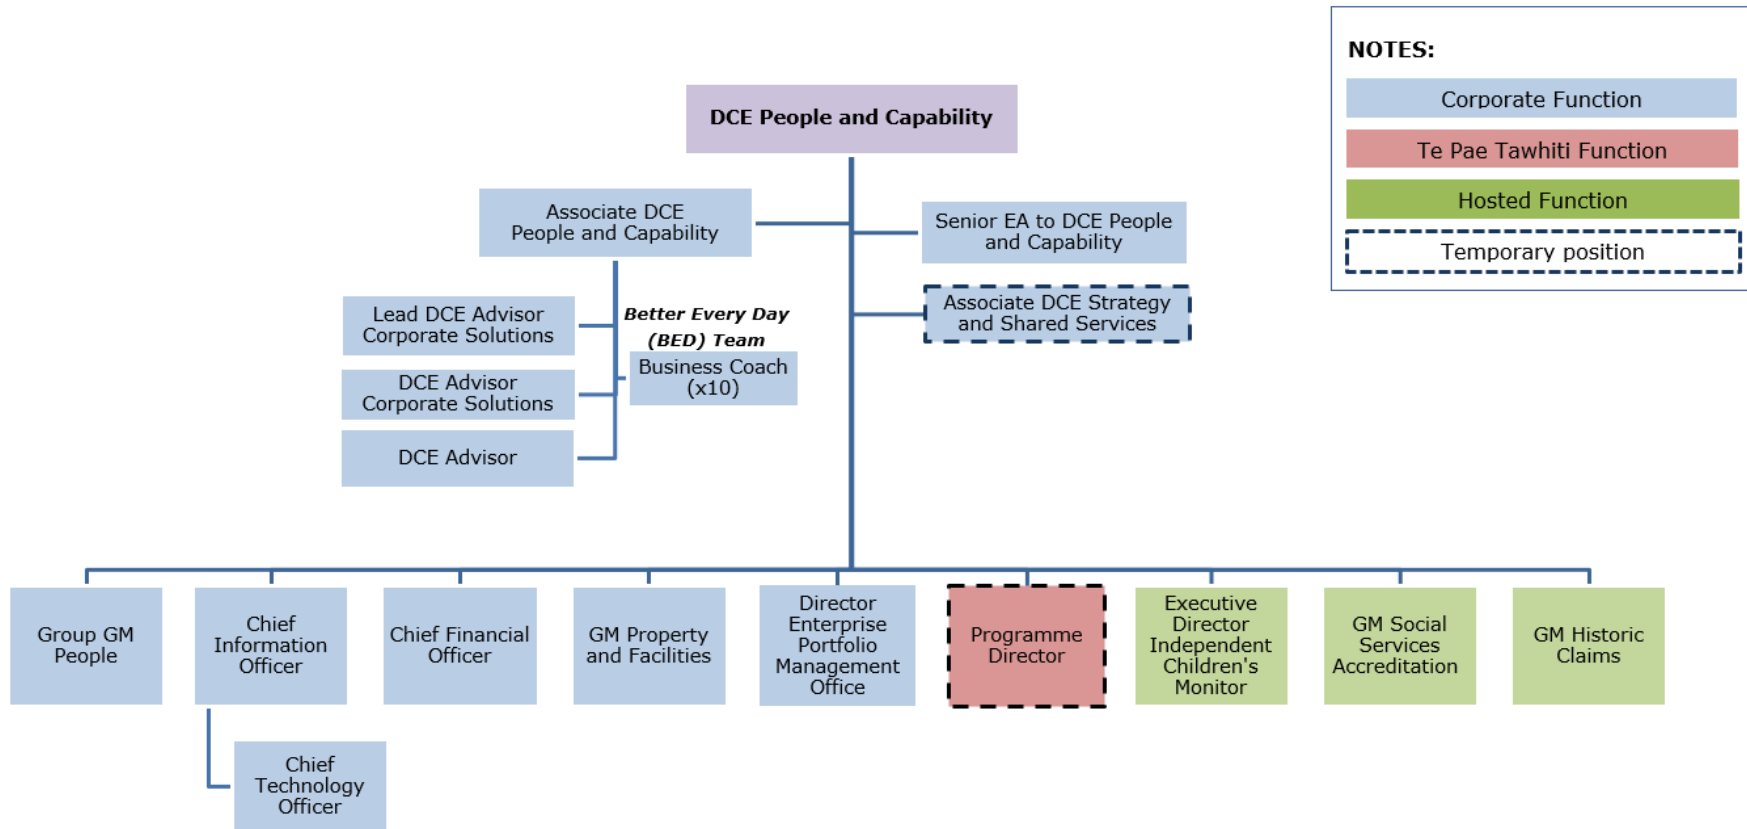 NOTES:
Corporate Function
Te Pae Tawhiti Function
Hosted Function
Temporary position
DCE People and Capability
Associate DCE
People and Capability
Senior EA to DCE People
and Capability
Associate DCE Strategy
and Shared Services
Lead DCE Advisor
Corporate Solutions
Better Every Day
(BED) Team
Business Coach
(x10)
DCE Advisor
Corporate Solutions
DCE Advisor
Group GM
People
Chief
Information
Officer
Chief Financial
Officer
GM Property
and Facilities
Director
Enterprise
Portfolio
Management
Office
Programme
Director
Executive
Director
Independent
Children's
Monitor
GM Social
Services
Accreditation
GM Historic
Claims
Chief
Technology
Officer